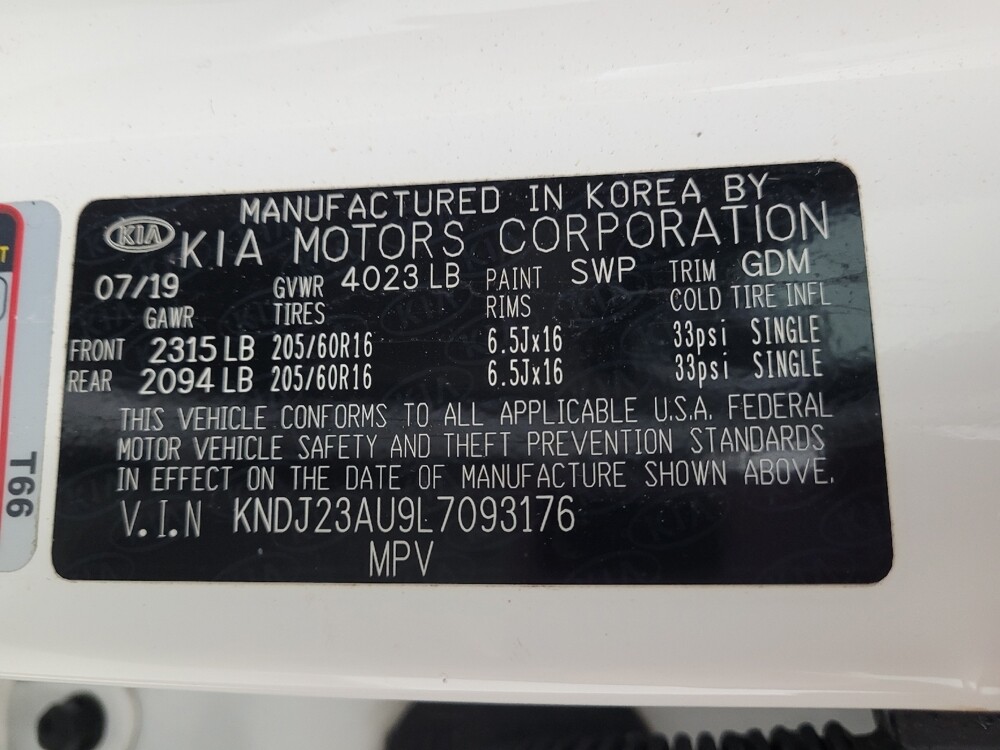 MANUFACTURED IN KOREA BY
KIA KIA MOTORS CORPORATION
07/19 GVWR 4023 LB PAINT SWP TRIM GDM
GAWR TIRES RIMS COLD TIRE INFL
FRONT 2315 LB 205/60R16 6.5Jx16 33psi SINGLE
REAR 2094 LB 205/60R16 6.5Jx16 33psi SINGLE
THIS VEHICLE CONFORMS TO ALL APPLICABLE U.S.A. FEDERAL
MOTOR VEHICLE SAFETY AND THEFT PREVENTION STANDARDS
IN EFFECT ON THE DATE OF MANUFACTURE SHOWN ABOVE.
V.I.N KNDJ23AU9L7093176
MPV
T66